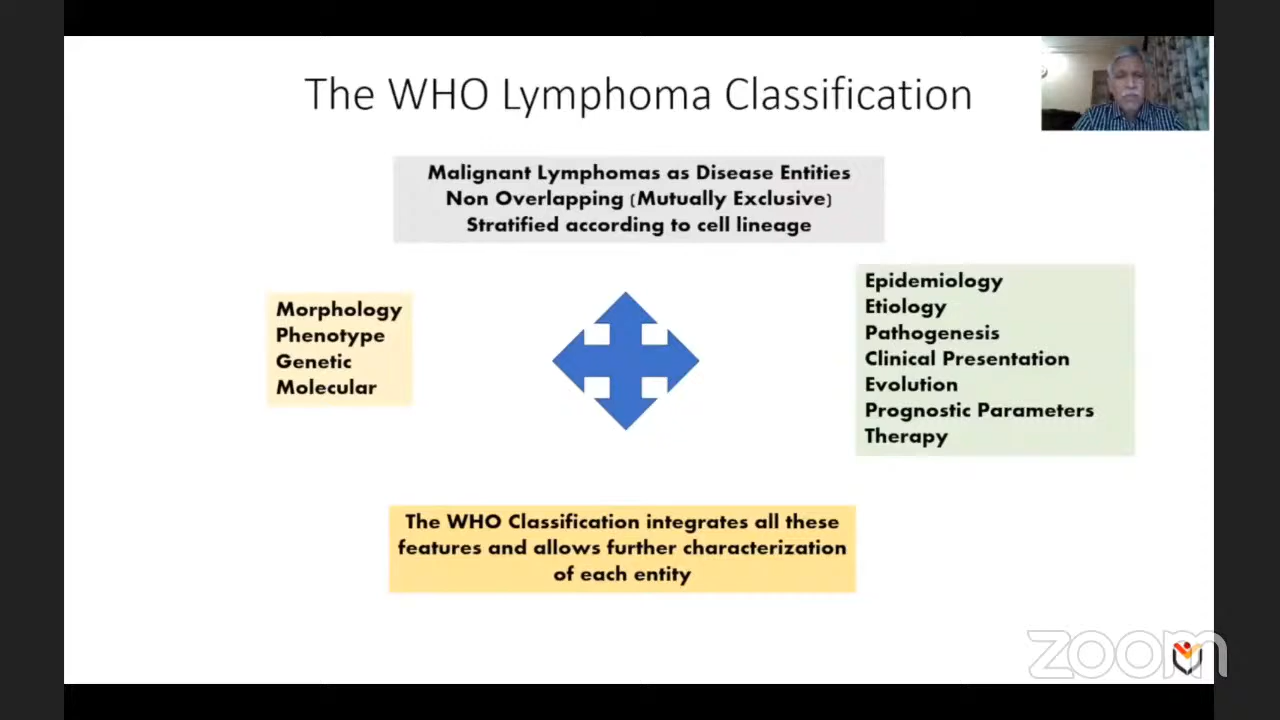 The WHO Lymphoma Classification
Malignant Lymphomas as Disease Entities
Non Overlapping (Mutually Exclusive)
Stratified according to cell lineage
Morphology
Phenotype
Genetic
Molecular
Epidemiology
Etiology
Pathogenesis
Clinical Presentation
Evolution
Prognostic Parameters
Therapy
The WHO Classification integrates all these
features and allows further characterization
of each entity
zoom